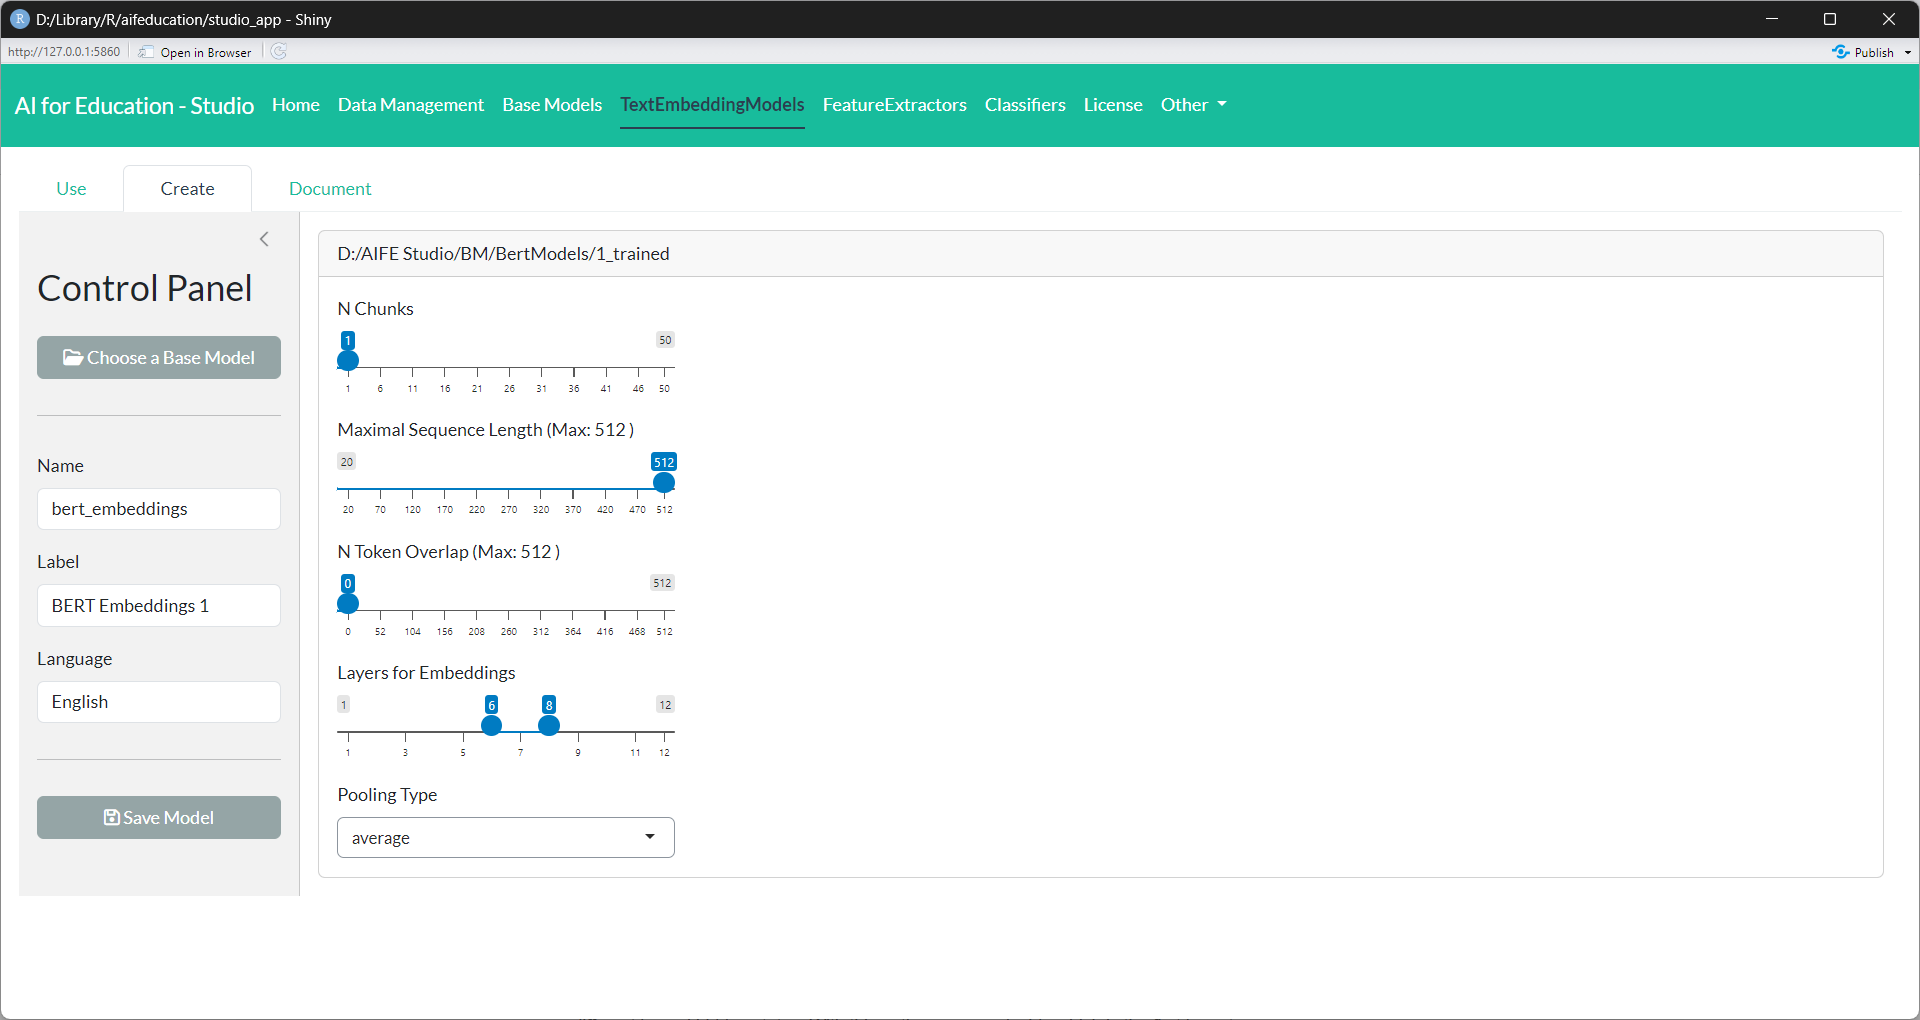 D:/Library/R/aifeducation/studio_app - Shiny
http://127.0.0.1:5860 Open in Browser Publish
AI for Education - Studio Home Data Management Base Models TextEmbeddingModels FeatureExtractors Classifiers License Other
Use Create Document
Control Panel
Choose a Base Model
Name
bert_embeddings
Label
BERT Embeddings 1
Language
English
Save Model
D:/AIFE Studio/BM/BertModels/1_trained
N Chunks
1 50
1 6 11 16 21 26 31 36 41 46 50
Maximal Sequence Length (Max: 512 )
20 512
20 70 120 170 220 270 320 370 420 470 512
N Token Overlap (Max: 512 )
0 512
0 52 104 156 208 260 312 364 416 468 512
Layers for Embeddings
1 6 8 12
1 3 5 7 9 11 12
Pooling Type
average